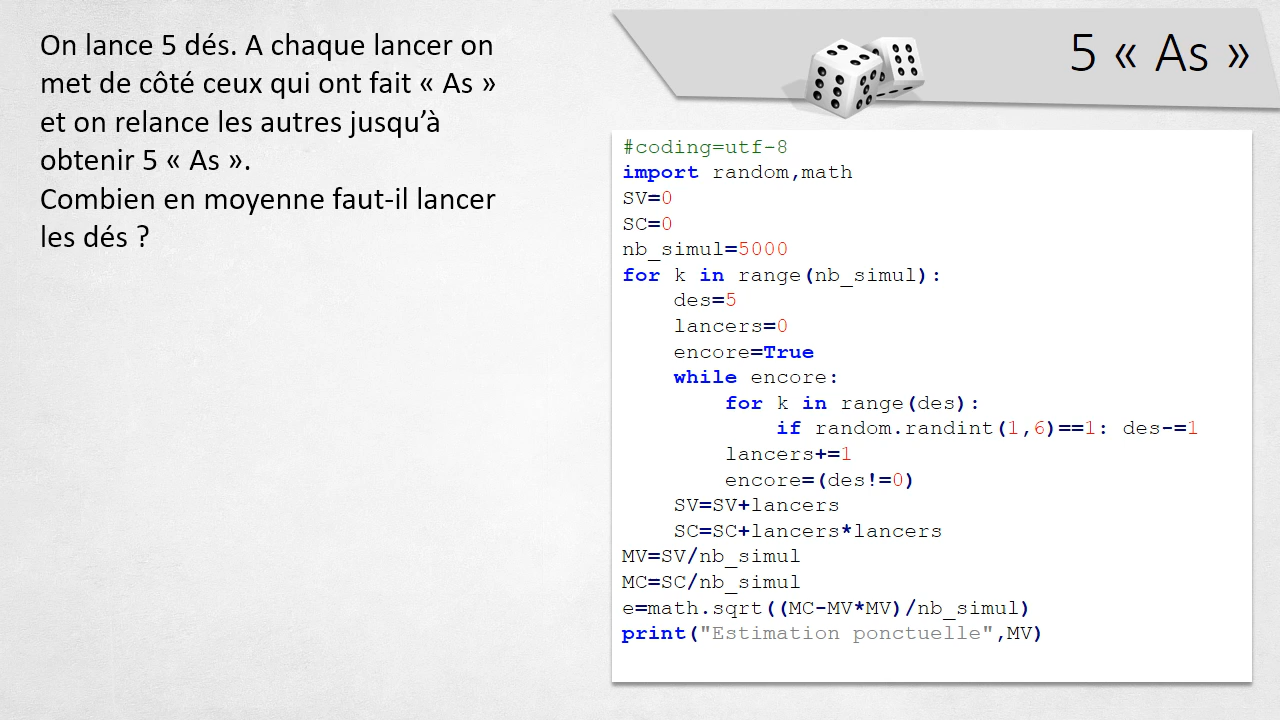 5 « As »
On lance 5 dés. A chaque lancer on
met de côté ceux qui ont fait « As »
et on relance les autres jusqu’à
obtenir 5 « As ».
Combien en moyenne faut-il lancer
les dés ?
#coding=utf-8
import random,math
SV=0
SC=0
nb_simul=5000
for k in range(nb_simul):
    des=5
    lancers=0
    encore=True
    while encore:
        for k in range(des):
            if random.randint(1,6)==1: des-=1
        lancers+=1
        encore=(des!=0)
    SV=SV+lancers
    SC=SC+lancers*lancers
MV=SV/nb_simul
MC=SC/nb_simul
e=math.sqrt((MC-MV*MV)/nb_simul)
print("Estimation ponctuelle",MV)